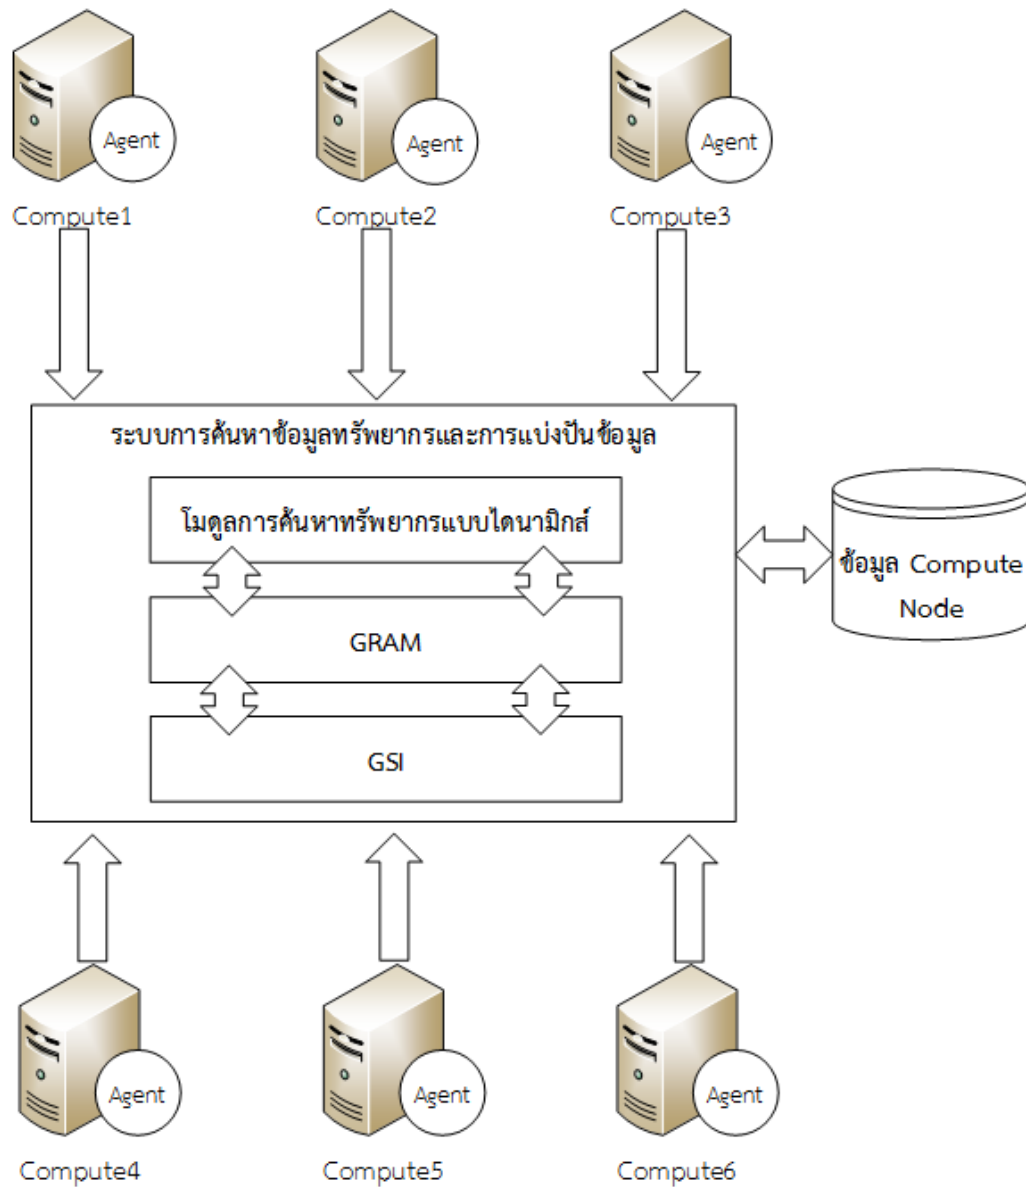 Agent
Agent
Agent
Compute1
Compute2
Compute3
ระบบการค้นหาข้อมูลทรัพยากรและการแบ่งปันข้อมูล
โมดูลการค้นหาทรัพยากรแบบไดนามิกส์
GRAM
GSI
ข้อมูล Compute
Node
Agent
Agent
Agent
Compute4
Compute5
Compute6